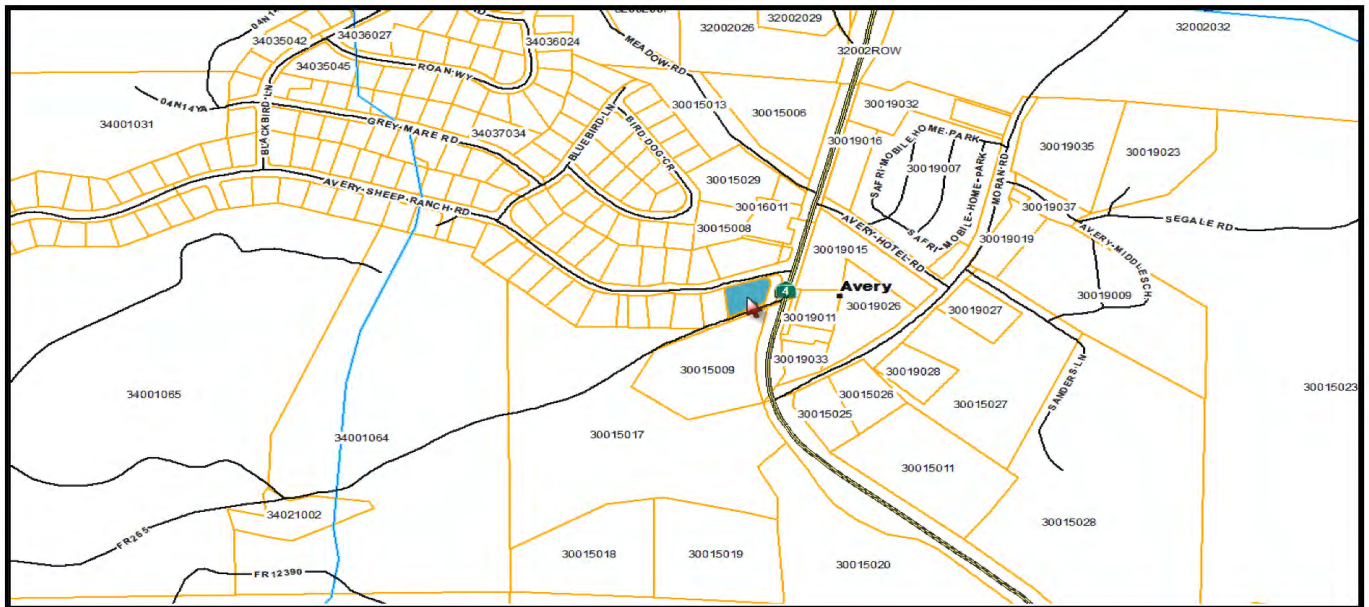 04N14
34035042
34036027
34036024
32002029
32002026
32002ROW
32002032
34035045
ROAN-WY
MEADOW-RD
04N14YA
34001031
BLACKBIRD-LN
GREY-MARE RD
34037034
BLUEBIRD-LN
BIRD-DOG-CR
30015013
30015006
30019032
30019016
SAFRI-MOBILE HOME-PARK
30019007
SAFRI-MOBILE-HOME-PARK
MORAN-RD
30019035
30019023
AVERY-SHEEP-RANCH-RD
30015029
30016011
30015008
AVERY-HOTEL-RD
30019015
30019019
30019037
SEGALE RD
AVERY-MIDDLE SCH
30019009
4
Avery
30019026
30019011
30019027
30019033
30015009
30019028
30015026
30015025
30015027
SANDERS-LN
30015023
34001065
34001064
30015017
30015011
34021002
FR265
30015028
30015018
30015019
30015020
FR12390